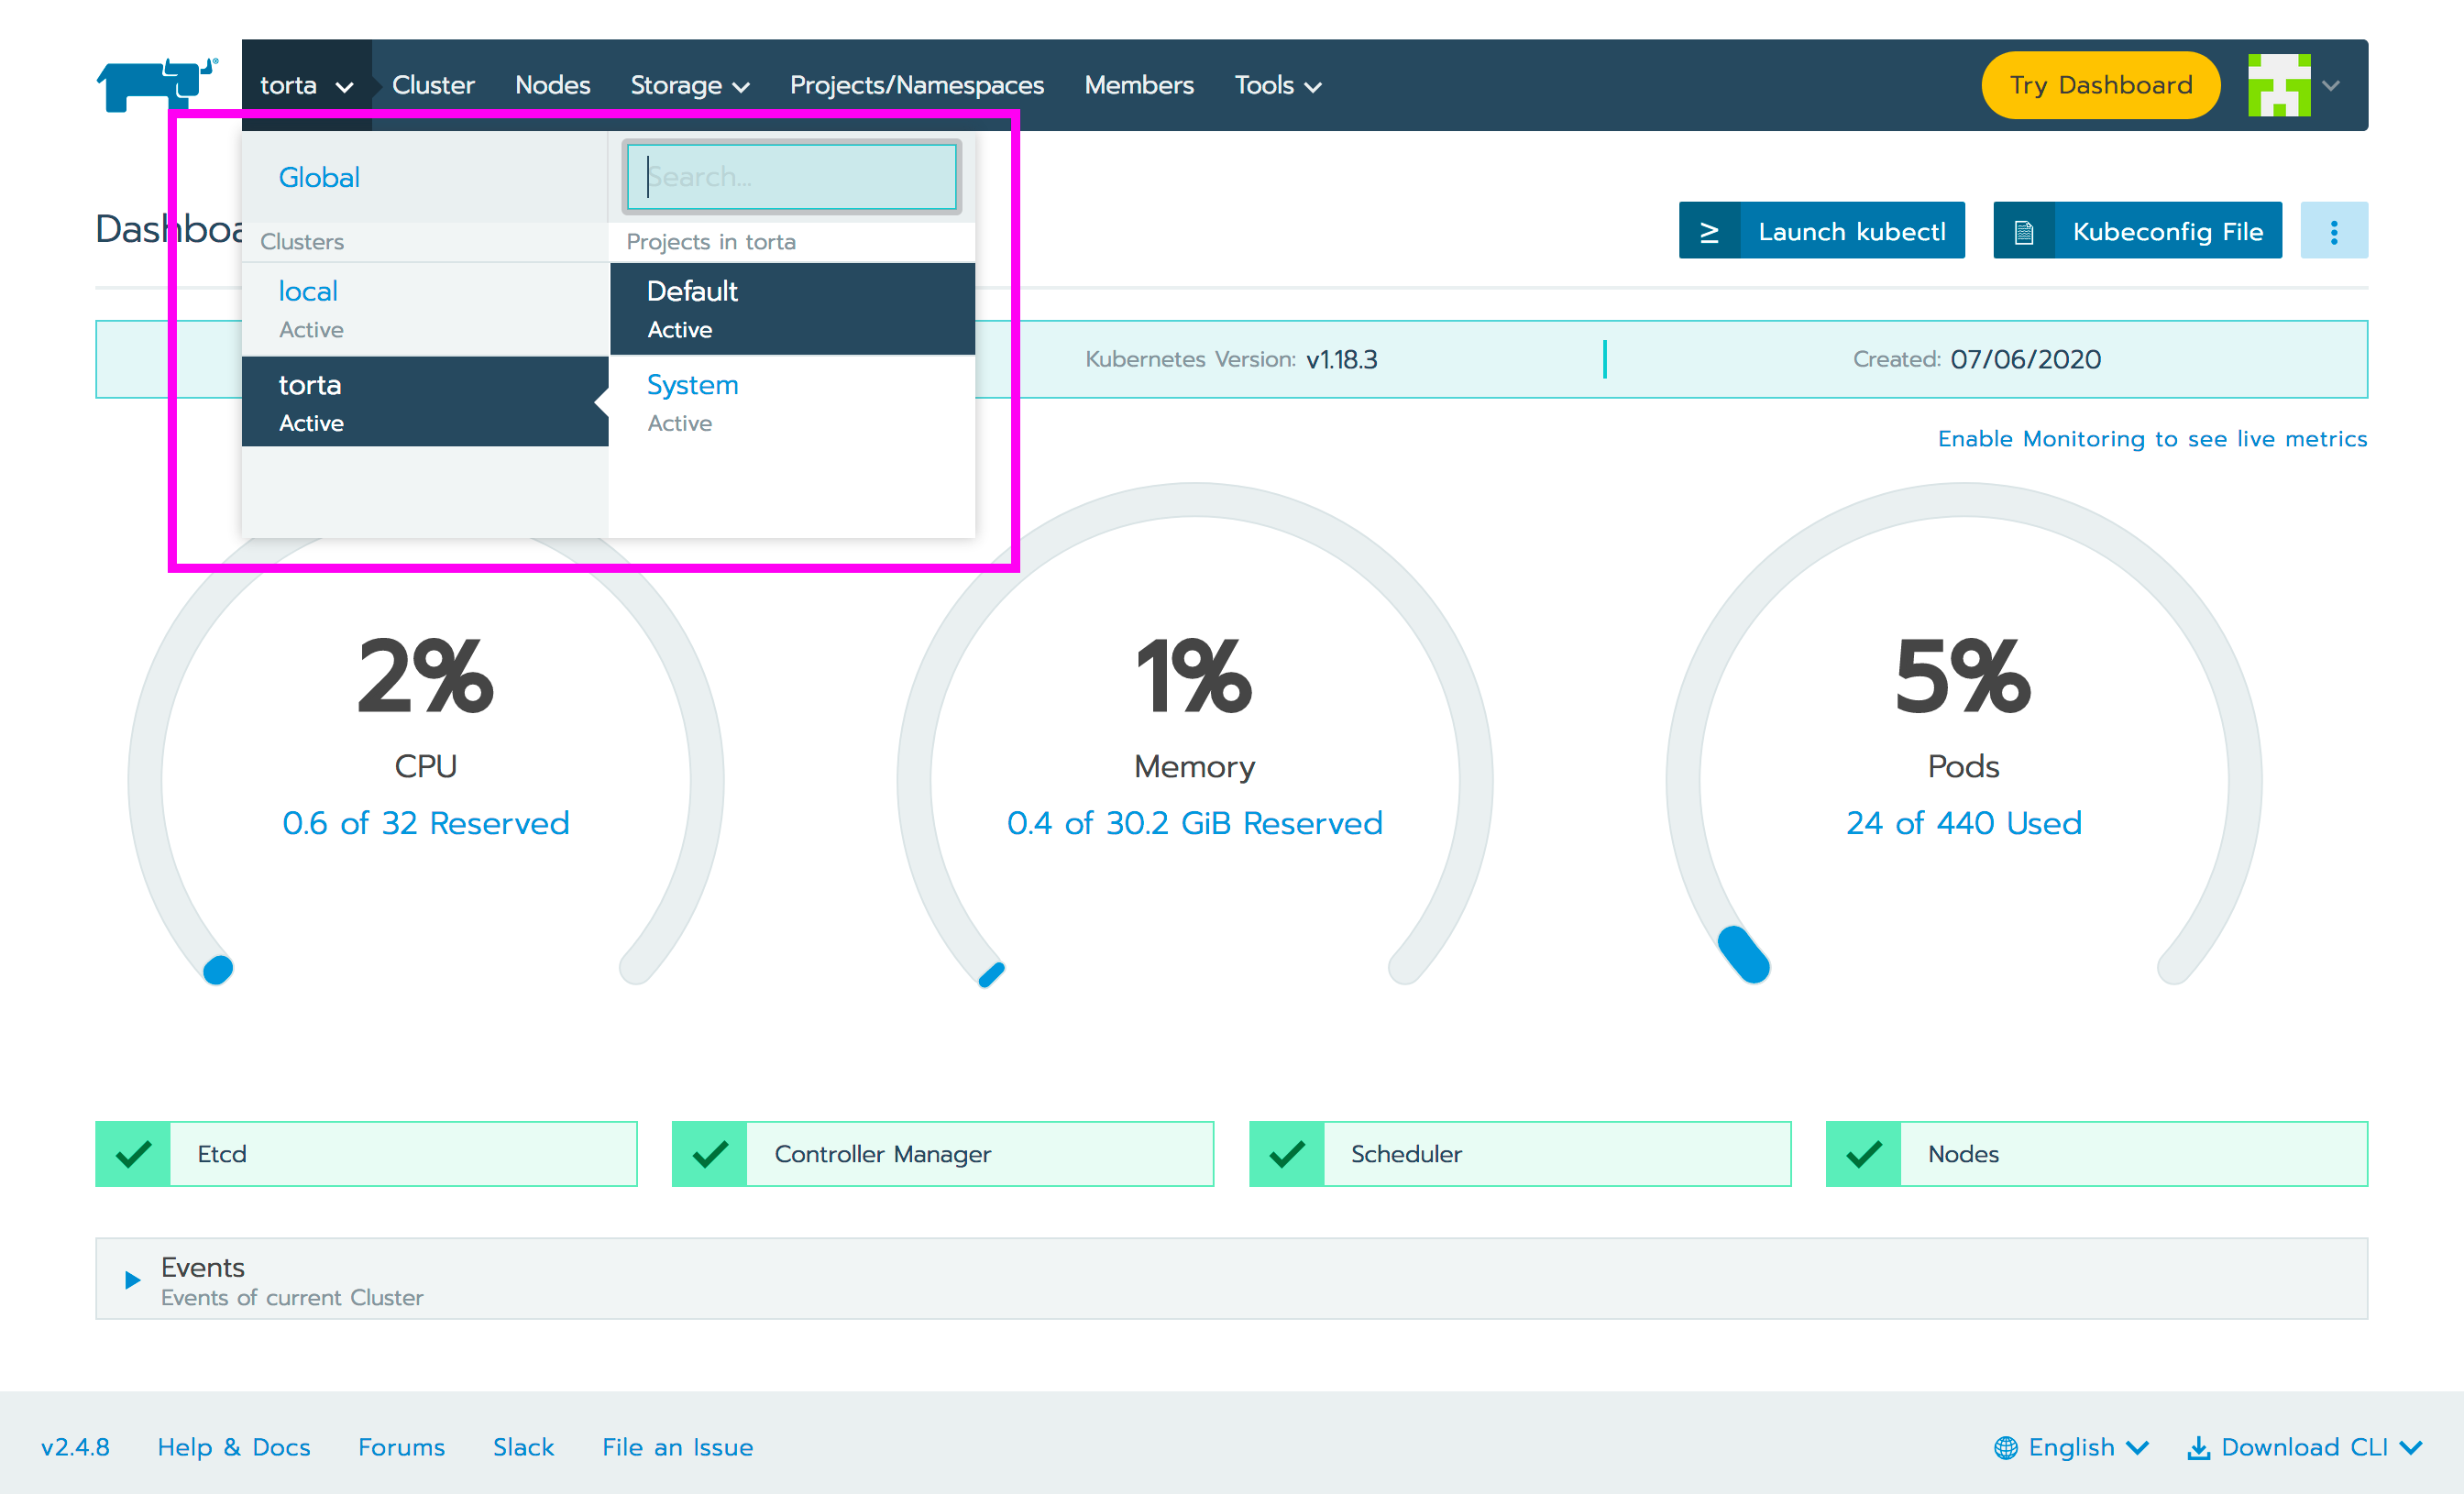 torta Cluster Nodes Storage Projects/Namespaces Members Tools Try Dashboard
Global Search...
Dashboa Launch kubectl Kubeconfig File
Clusters Projects in torta
local Default
Active Active
Kubernetes Version: v1.18.3 Created: 07/06/2020
torta System
Active Active
Enable Monitoring to see live metrics
2% 1% 5%
CPU Memory Pods
0.6 of 32 Reserved 0.4 of 30.2 GiB Reserved 24 of 440 Used
Etcd Controller Manager Scheduler Nodes
Events
Events of current Cluster
v2.4.8 Help & Docs Forums Slack File an Issue English Download CLI